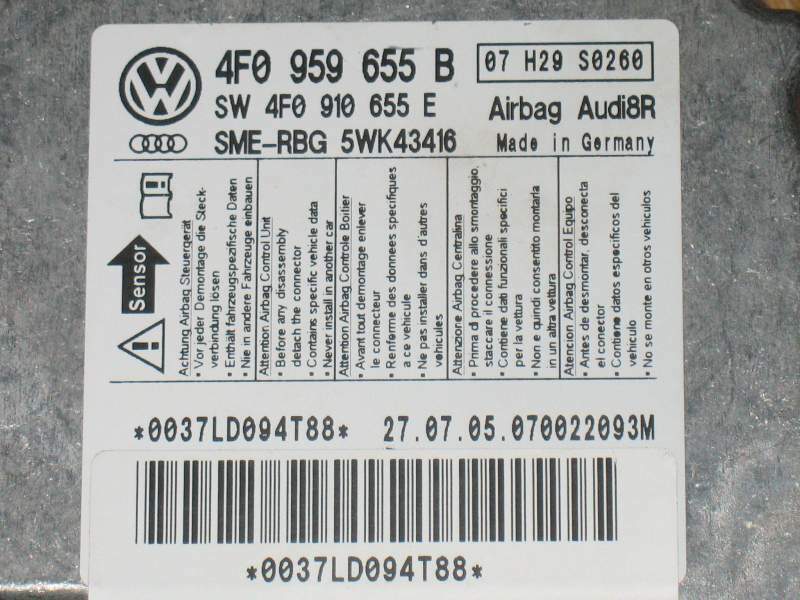 4F0 959 655 B
07 H29 S0260
SW 4F0 910 655 E
Airbag Audi8R
SME-RBG 5WK43416
Made in Germany
Sensor
Achtung Airbag Steuergerät
• Vor jeder Demontage die Steck-
verbindung lösen
• Enthält fahrzeugspezifische Daten
• Nie in andere Fahrzeuge einbauen
Attention Airbag Control Unit
• Before any disassembly
detach the connector
• Contains specific vehicle data
• Never install in another car
Attention Airbag Controle Boitier
• Avant tout demontage enlever
le connecteur
• Renferme des donnees specifiques
a ce vehicule
• Ne pas installer dans d'autres
vehicules
Attenzione Airbag Centralina
• Prima di procedere allo smontaggio,
staccare il connessione
• Contiene dati funzionali specifici
per la vettura
• Non e quindi consentito montarla
in un altra vettura
Atencion Airbag Control Equipo
• Antes de desmontar, desconecta
el conector
• Contiene datos especificos del
vehiculo
• No se monte en otros vehiculos
*0037LD094T88*
27.07.05.070022093M
*0037LD094T88*